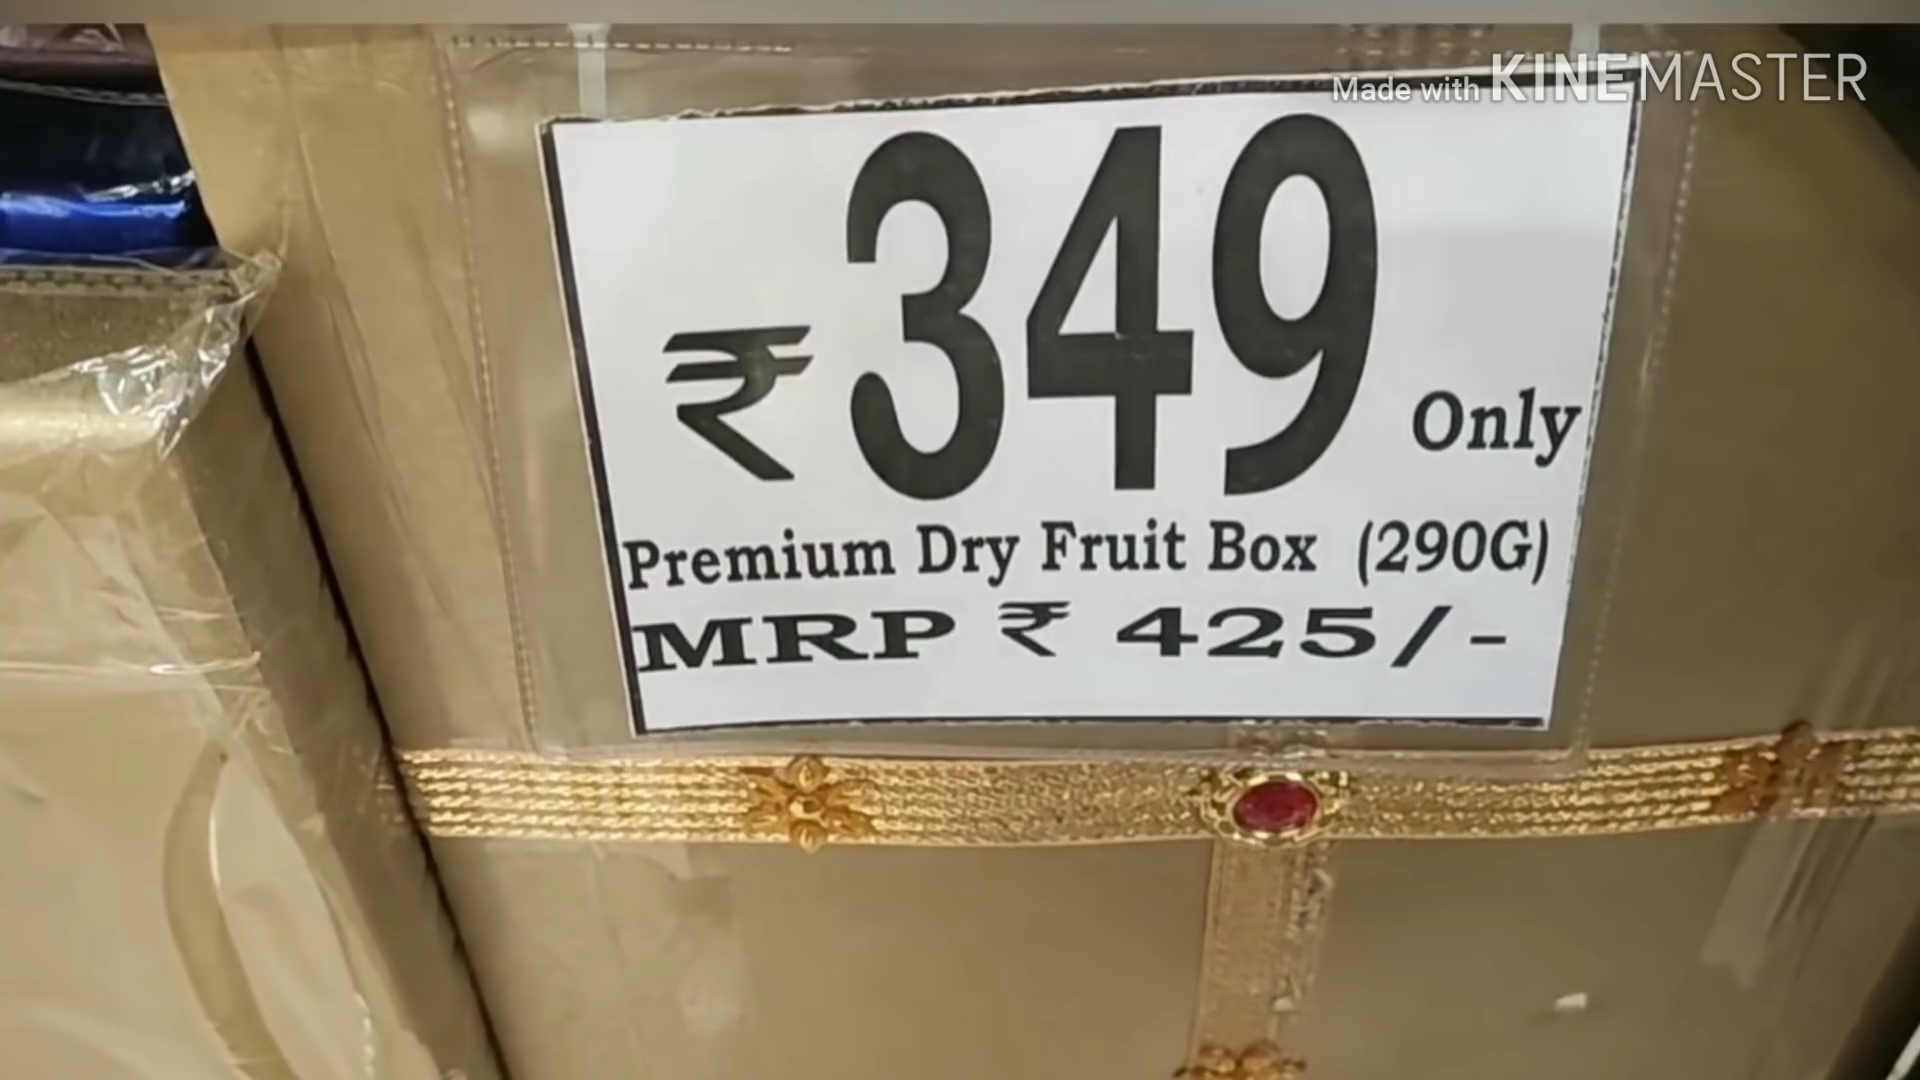 Made with KINEMASTER
₹349 Only
Premium Dry Fruit Box (290G)
MRP ₹ 425/-